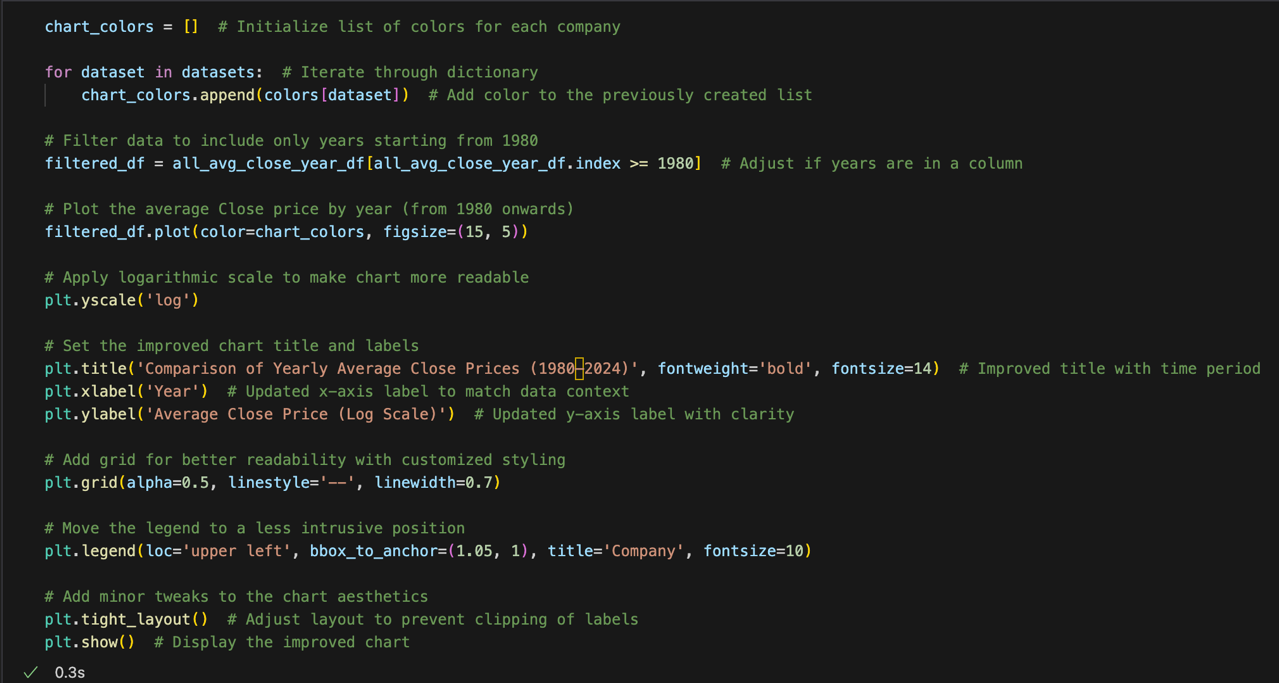 chart_colors = []  # Initialize list of colors for each company
for dataset in datasets:  # Iterate through dictionary
    chart_colors.append(colors[dataset])  # Add color to the previously created list
# Filter data to include only years starting from 1980
filtered_df = all_avg_close_year_df[all_avg_close_year_df.index >= 1980]  # Adjust if years are in a column
# Plot the average Close price by year (from 1980 onwards)
filtered_df.plot(color=chart_colors, figsize=(15, 5))
# Apply logarithmic scale to make chart more readable
plt.yscale('log')
# Set the improved chart title and labels
plt.title('Comparison of Yearly Average Close Prices (1980–2024)', fontweight='bold', fontsize=14)  # Improved title with time period
plt.xlabel('Year')  # Updated x-axis label to match data context
plt.ylabel('Average Close Price (Log Scale)')  # Updated y-axis label with clarity
# Add grid for better readability with customized styling
plt.grid(alpha=0.5, linestyle='--', linewidth=0.7)
# Move the legend to a less intrusive position
plt.legend(loc='upper left', bbox_to_anchor=(1.05, 1), title='Company', fontsize=10)
# Add minor tweaks to the chart aesthetics
plt.tight_layout()  # Adjust layout to prevent clipping of labels
plt.show()  # Display the improved chart
✓ 0.3s